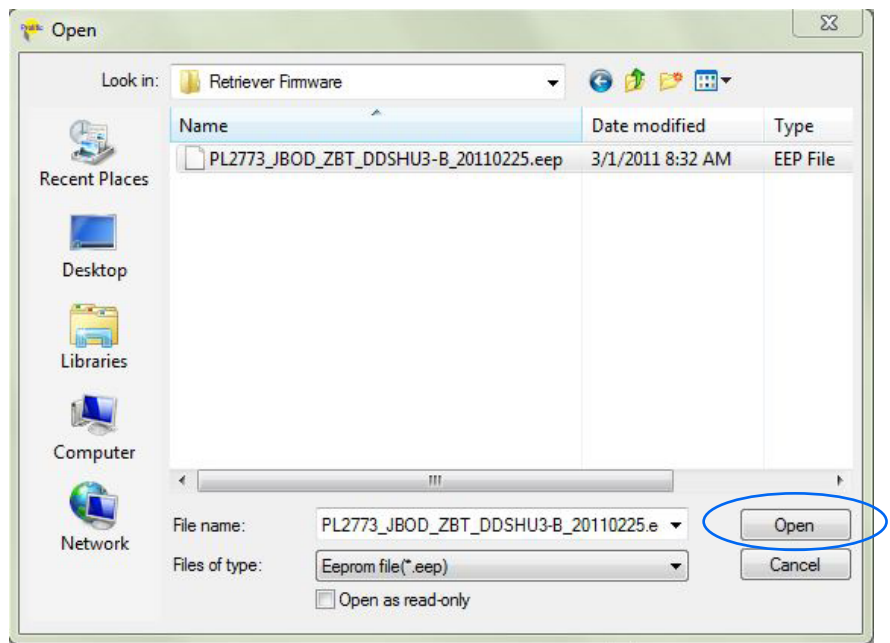 Open
Look in: Retriever Firmware
Name Date modified Type
PL2773_JBOD_ZBT_DDSHU3-B_20110225.eep 3/1/2011 8:32 AM EEP File
Recent Places
Desktop
Libraries
Computer
Network
File name: PL2773_JBOD_ZBT_DDSHU3-B_20110225.e Open
Files of type: Eeprom file(*.eep) Cancel
Open as read-only